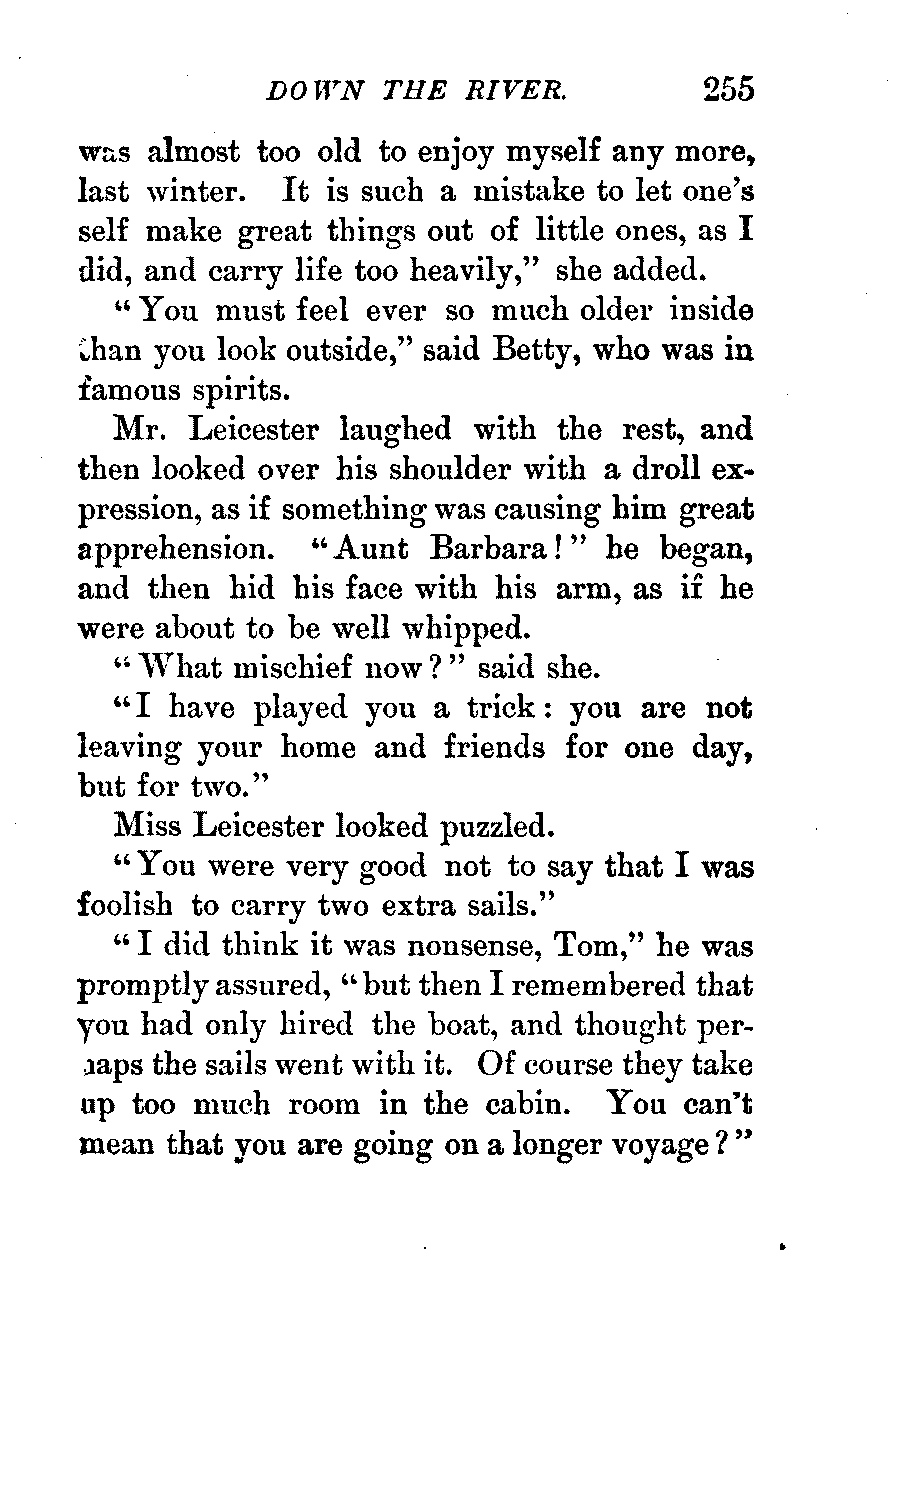 DOWN THE RIVER. 255
was almost too old to enjoy myself any more,
last winter. It is such a mistake to let one's
self make great things out of little ones, as I
did, and carry life too heavily," she added.
"You must feel ever so much older inside
than you look outside," said Betty, who was in
famous spirits.
Mr. Leicester laughed with the rest, and
then looked over his shoulder with a droll ex-
pression, as if something was causing him great
apprehension. "Aunt Barbara!" he began,
and then hid his face with his arm, as if he
were about to be well whipped.
"What mischief now?" said she.
"I have played you a trick: you are not
leaving your home and friends for one day,
but for two."
Miss Leicester looked puzzled.
"You were very good not to say that I was
foolish to carry two extra sails."
"I did think it was nonsense, Tom," he was
promptly assured, "but then I remembered that
you had only hired the boat, and thought per-
haps the sails went with it. Of course they take
up too much room in the cabin. You can't
mean that you are going on a longer voyage?"